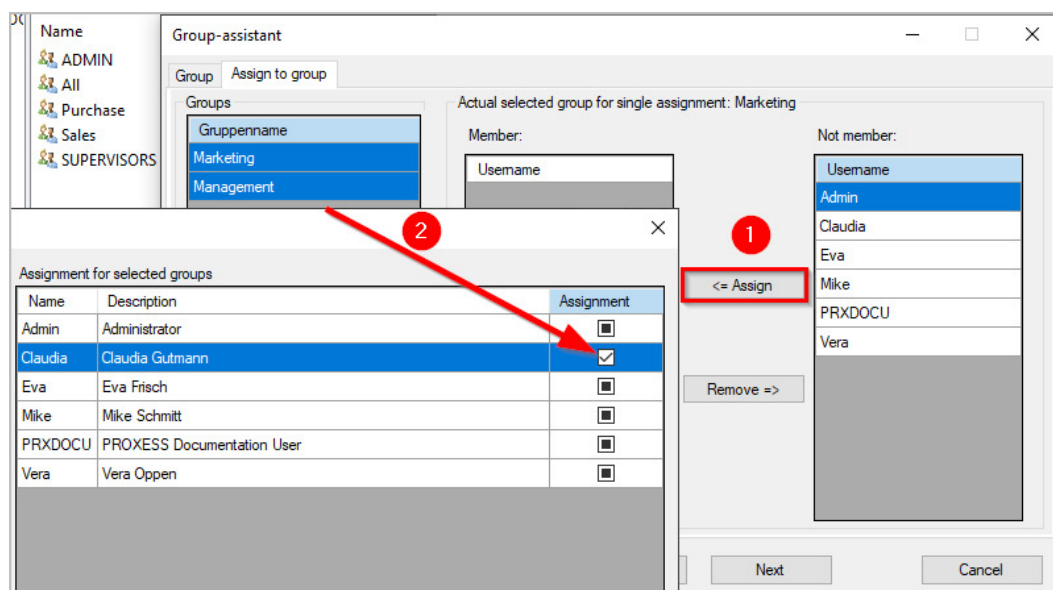 Name
ADMIN
All
Purchase
Sales
SUPERVISORS
Group-assistant
Group Assign to group
Groups
Gruppenname
Marketing
Management
Actual selected group for single assignment: Marketing
Member:
Username
Not member:
Username
Admin
Claudia
Eva
Mike
PRXDOCU
Vera
1
<= Assign
Remove =>
Next
Cancel
2
Assignment for selected groups
Name Description Assignment
Admin Administrator
Claudia Claudia Gutmann
Eva Eva Frisch
Mike Mike Schmitt
PRXDOCU PROXESS Documentation User
Vera Vera Oppen